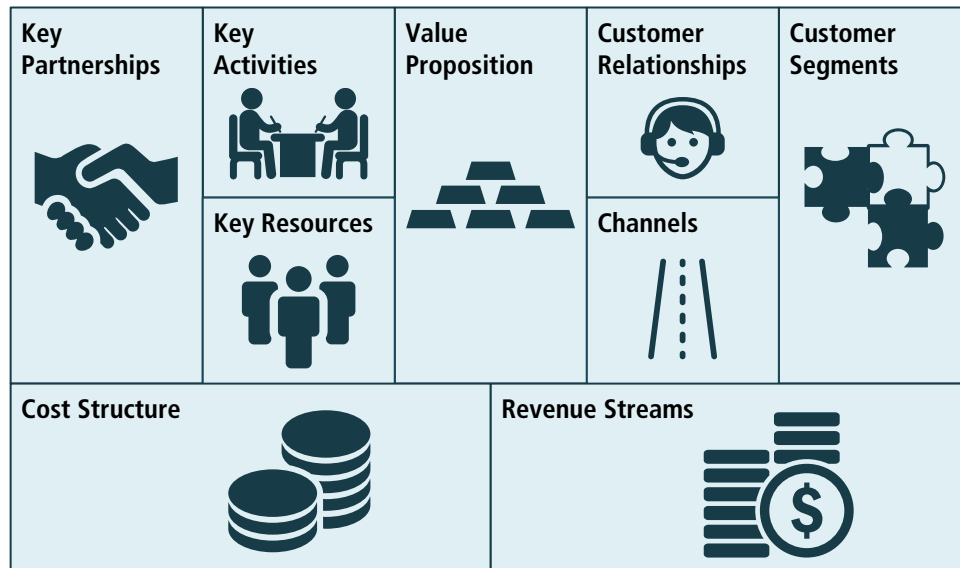 Key
Partnerships
Key
Activities
Key Resources
Value
Proposition
Customer
Relationships
Channels
Customer
Segments
Cost Structure
Revenue Streams
$